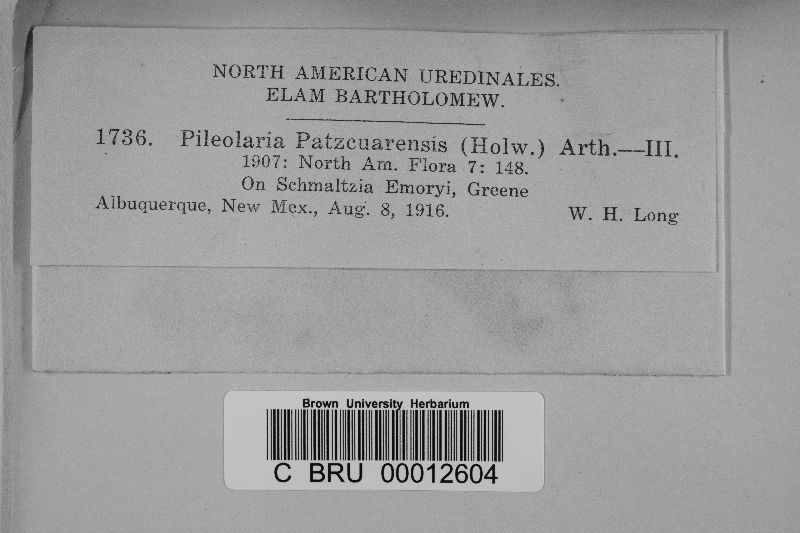 NORTH AMERICAN UREDINALES.
ELAM BARTHOLOMEW.
1736. Pileolaria Patzcuarensis (Holw.) Arth.—III.
1907: North Am. Flora 7: 148.
On Schmaltzia Emoryi, Greene
Albuquerque, New Mex., Aug. 8, 1916. W. H. Long
Brown University Herbarium
C BRU 00012604